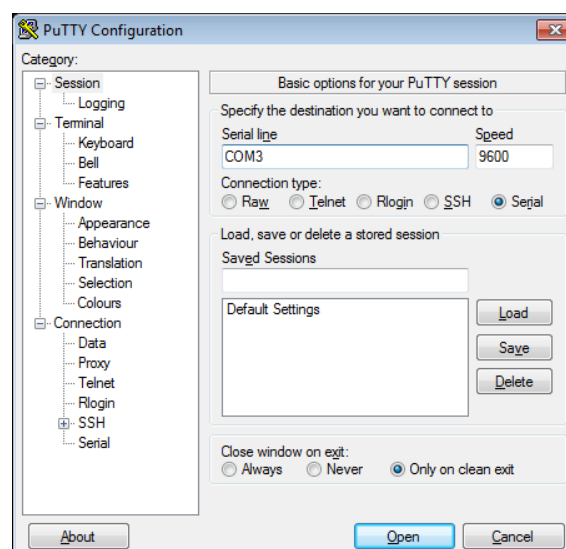 PuTTY Configuration
Category:
Session
Logging
Terminal
Keyboard
Bell
Features
Window
Appearance
Behaviour
Translation
Selection
Colours
Connection
Data
Proxy
Telnet
Rlogin
SSH
Serial
Basic options for your PuTTY session
Specify the destination you want to connect to
Serial line Speed
COM3 9600
Connection type:
Raw Telnet Rlogin SSH Serial
Load, save or delete a stored session
Saved Sessions
Default Settings
Load
Save
Delete
Close window on exit:
Always Never Only on clean exit
About Open Cancel